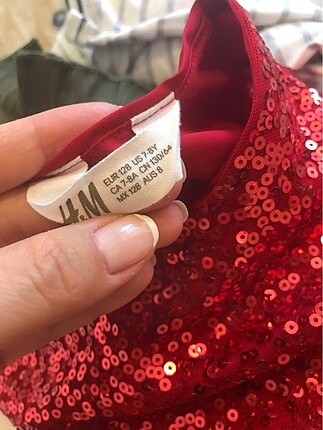 H&M
EUR 128 US 7-8Y
CA 7-8A CN 130/64
MX 128 AUS 8